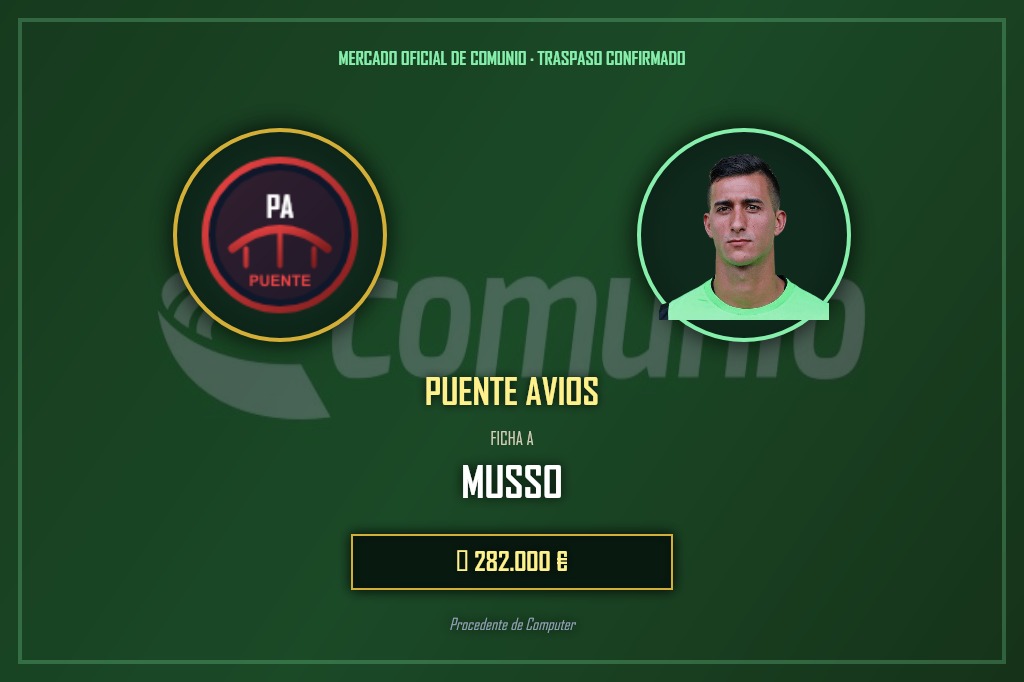 MERCADO OFICIAL DE COMUNIO · TRASPASO CONFIRMADO
PA
PUENTE
comunio
PUENTE AVIOS
FICHA A
MUSSO
282.000 €
Procedente de Computer